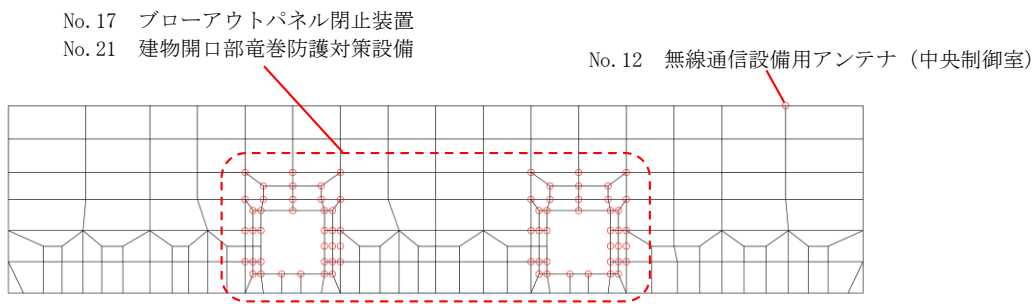 No.17 ブローアウトパネル閉止装置
No.21 建物開口部竜巻防護対策設備
No.12 無線通信設備用アンテナ（中央制御室）